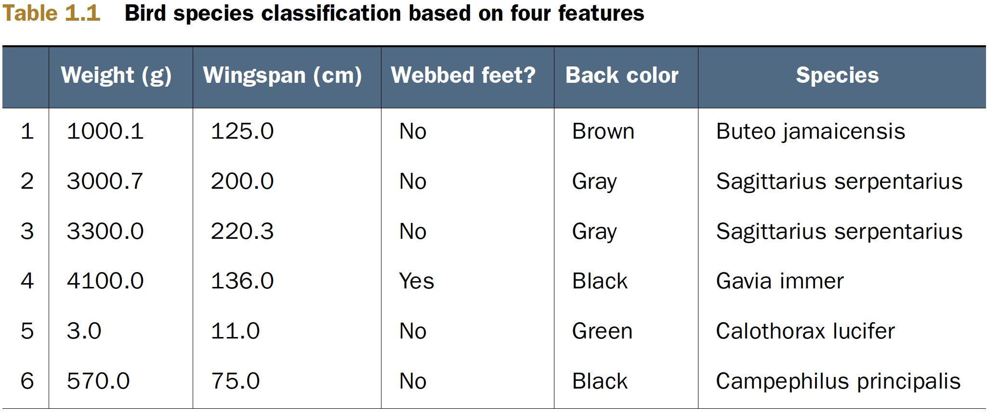 Table 1.1 Bird species classification based on four features
Weight (g) Wingspan (cm) Webbed feet? Back color Species
1 1000.1 125.0 No Brown Buteo jamaicensis
2 3000.7 200.0 No Gray Sagittarius serpentarius
3 3300.0 220.3 No Gray Sagittarius serpentarius
4 4100.0 136.0 Yes Black Gavia immer
5 3.0 11.0 No Green Calothorax lucifer
6 570.0 75.0 No Black Campephilus principalis